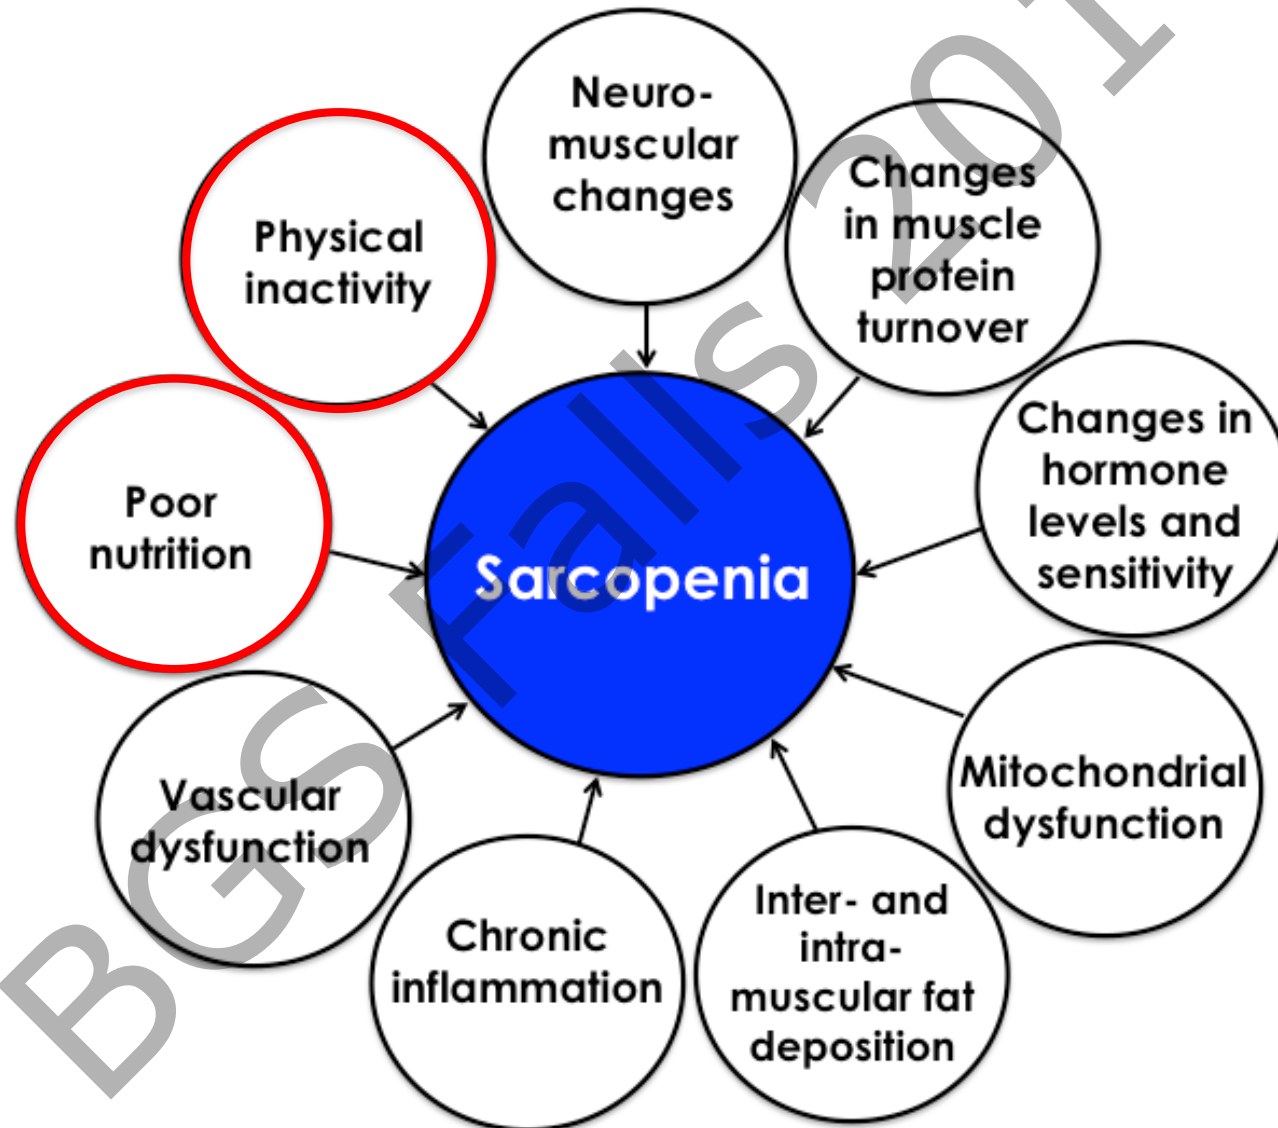 Neuro-
muscular
changes
Changes
in muscle
protein
turnover
Changes in
hormone
levels and
sensitivity
Mitochondrial
dysfunction
Inter- and
intra-
muscular fat
deposition
Chronic
inflammation
Vascular
dysfunction
Poor
nutrition
Physical
inactivity
Sarcopenia
BGS Falls 201